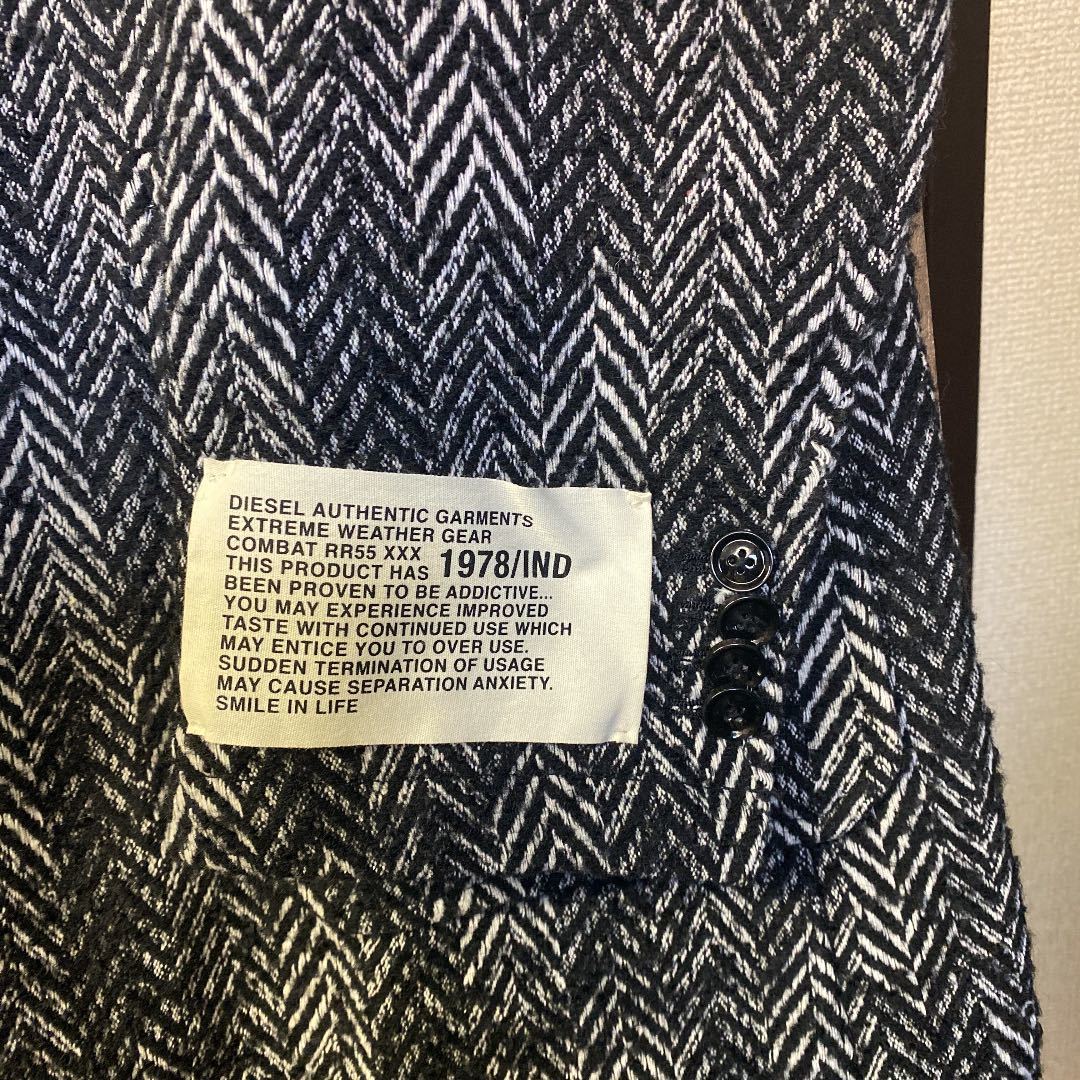 DIESEL AUTHENTIC GARMENTS
EXTREME WEATHER GEAR
COMBAT RR55 XXX 1978/IND
THIS PRODUCT HAS
BEEN PROVEN TO BE ADDICTIVE...
YOU MAY EXPERIENCE IMPROVED
TASTE WITH CONTINUED USE WHICH
MAY ENTICE YOU TO OVER USE.
SUDDEN TERMINATION OF USAGE
MAY CAUSE SEPARATION ANXIETY.
SMILE IN LIFE